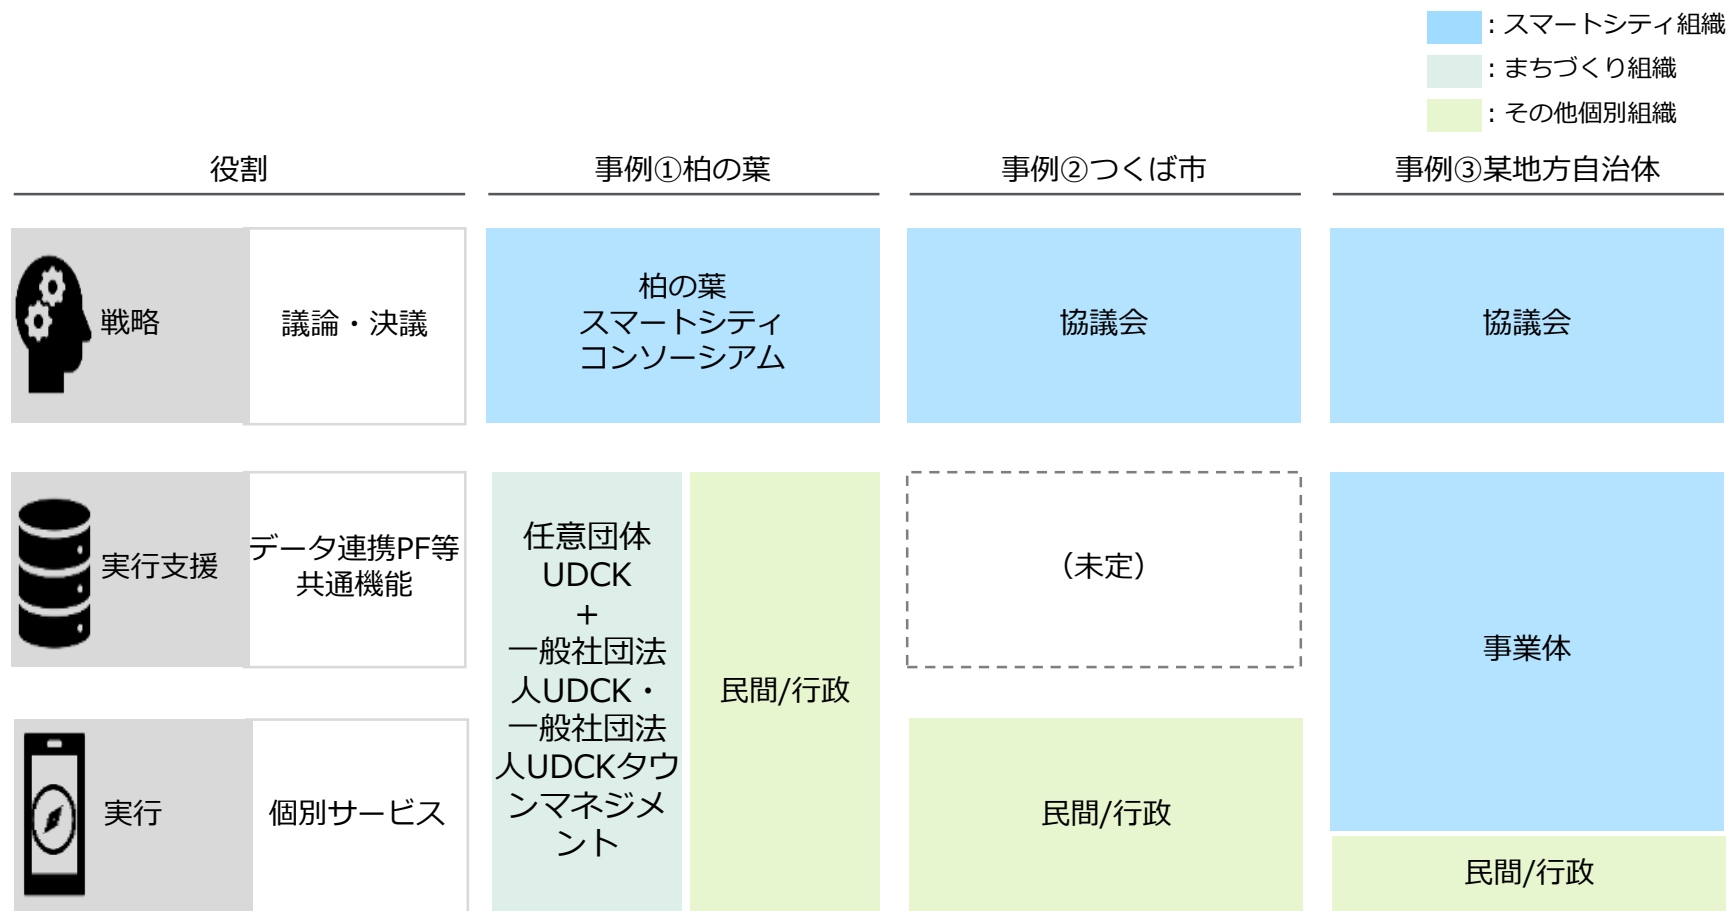 ：スマートシティ組織
：まちづくり組織
：その他個別組織
役割
事例①柏の葉
事例②つくば市
事例③某地方自治体
戦略
議論・決議
柏の葉
スマートシティ
コンソーシアム
協議会
協議会
実行支援
データ連携PF等
共通機能
任意団体
UDCK
+
一般社団法
人UDCK・
一般社団法
人UDCKタウ
ンマネジメ
ント
民間/行政
（未定）
事業体
実行
個別サービス
民間/行政
民間/行政